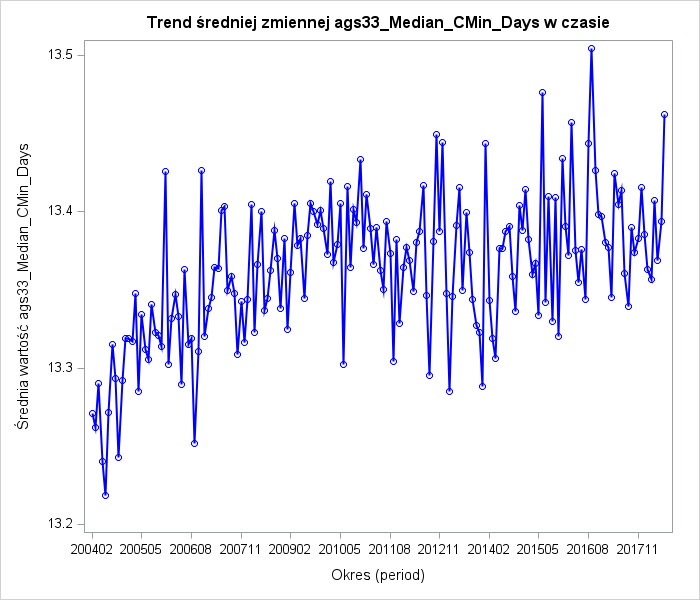 Trend średniej zmiennej ags33_Median_CMin_Days w czasie
Średnia wartość ags33_Median_CMin_Days
13.5
13.4
13.3
13.2
200402 200505 200608 200711 200902 201005 201108 201211 201402 201505 201608 201711
Okres (period)